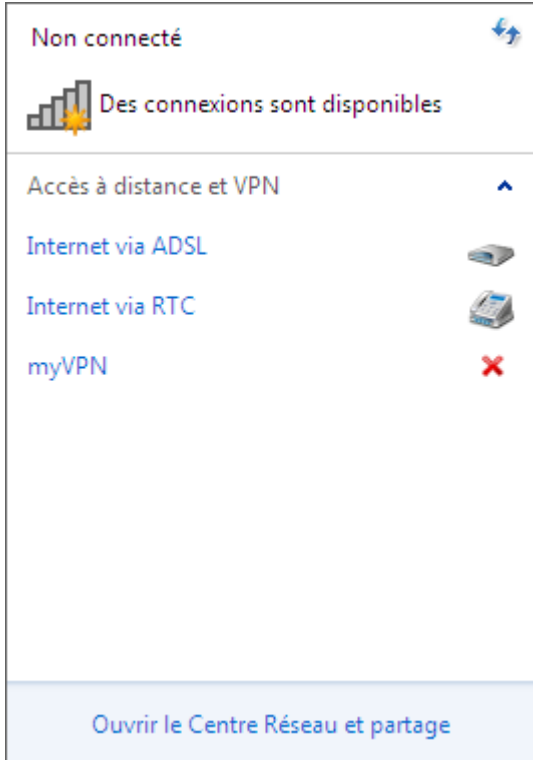 Non connecté
Des connexions sont disponibles
Accès à distance et VPN
Internet via ADSL
Internet via RTC
myVPN
Ouvrir le Centre Réseau et partage